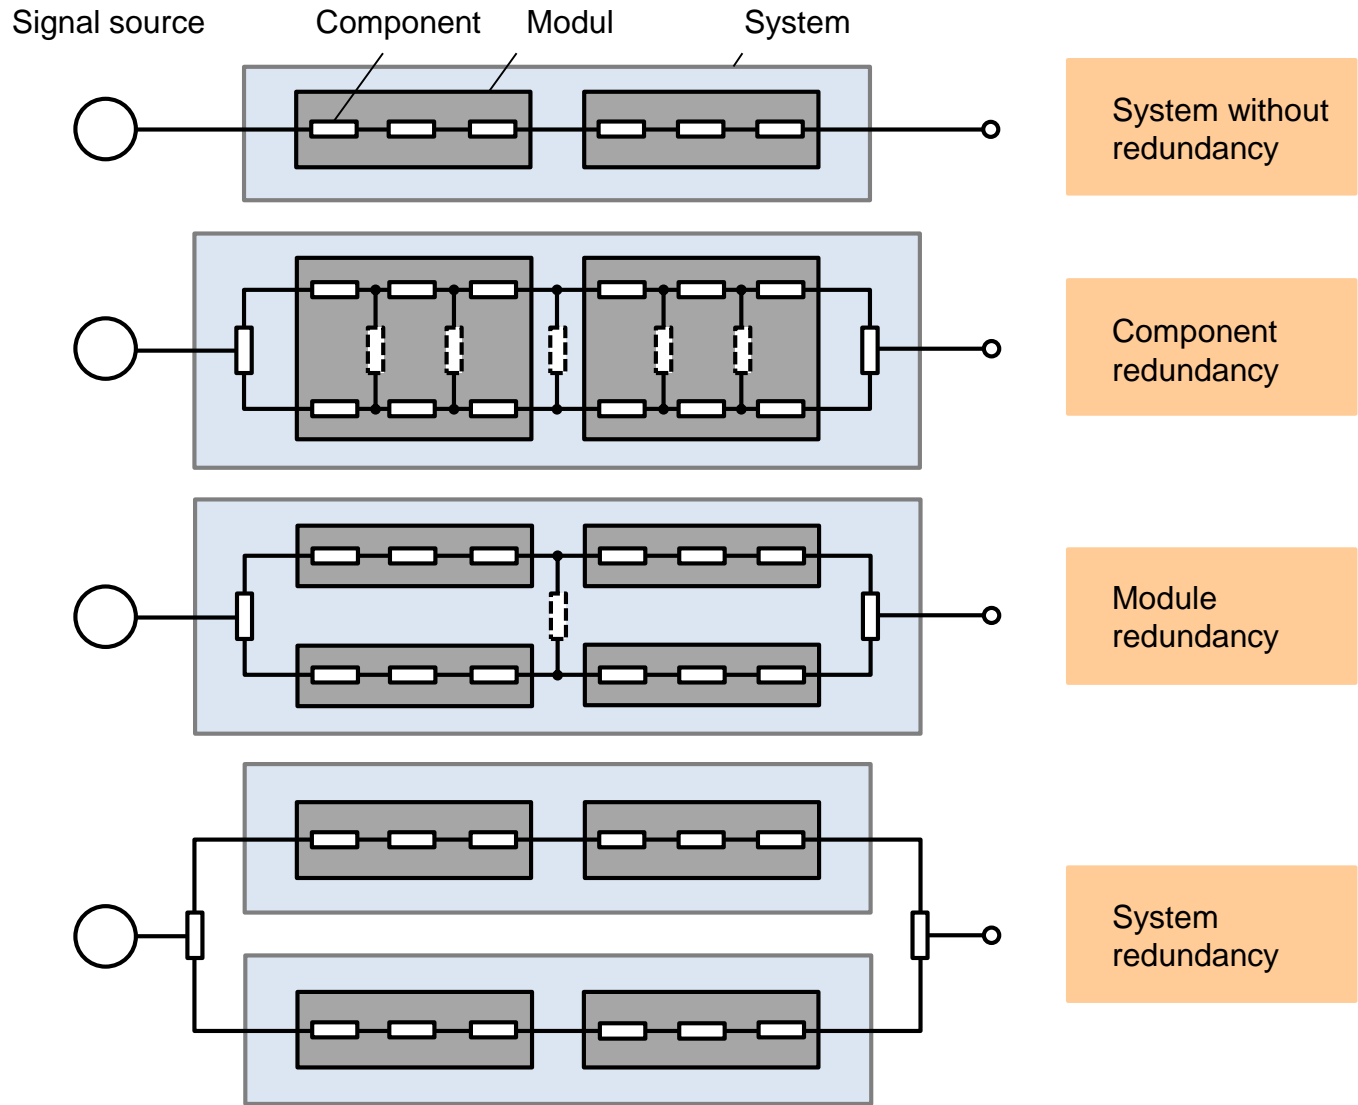 Signal source
Component
Modul
System
System without
redundancy
Component
redundancy
Module
redundancy
System
redundancy